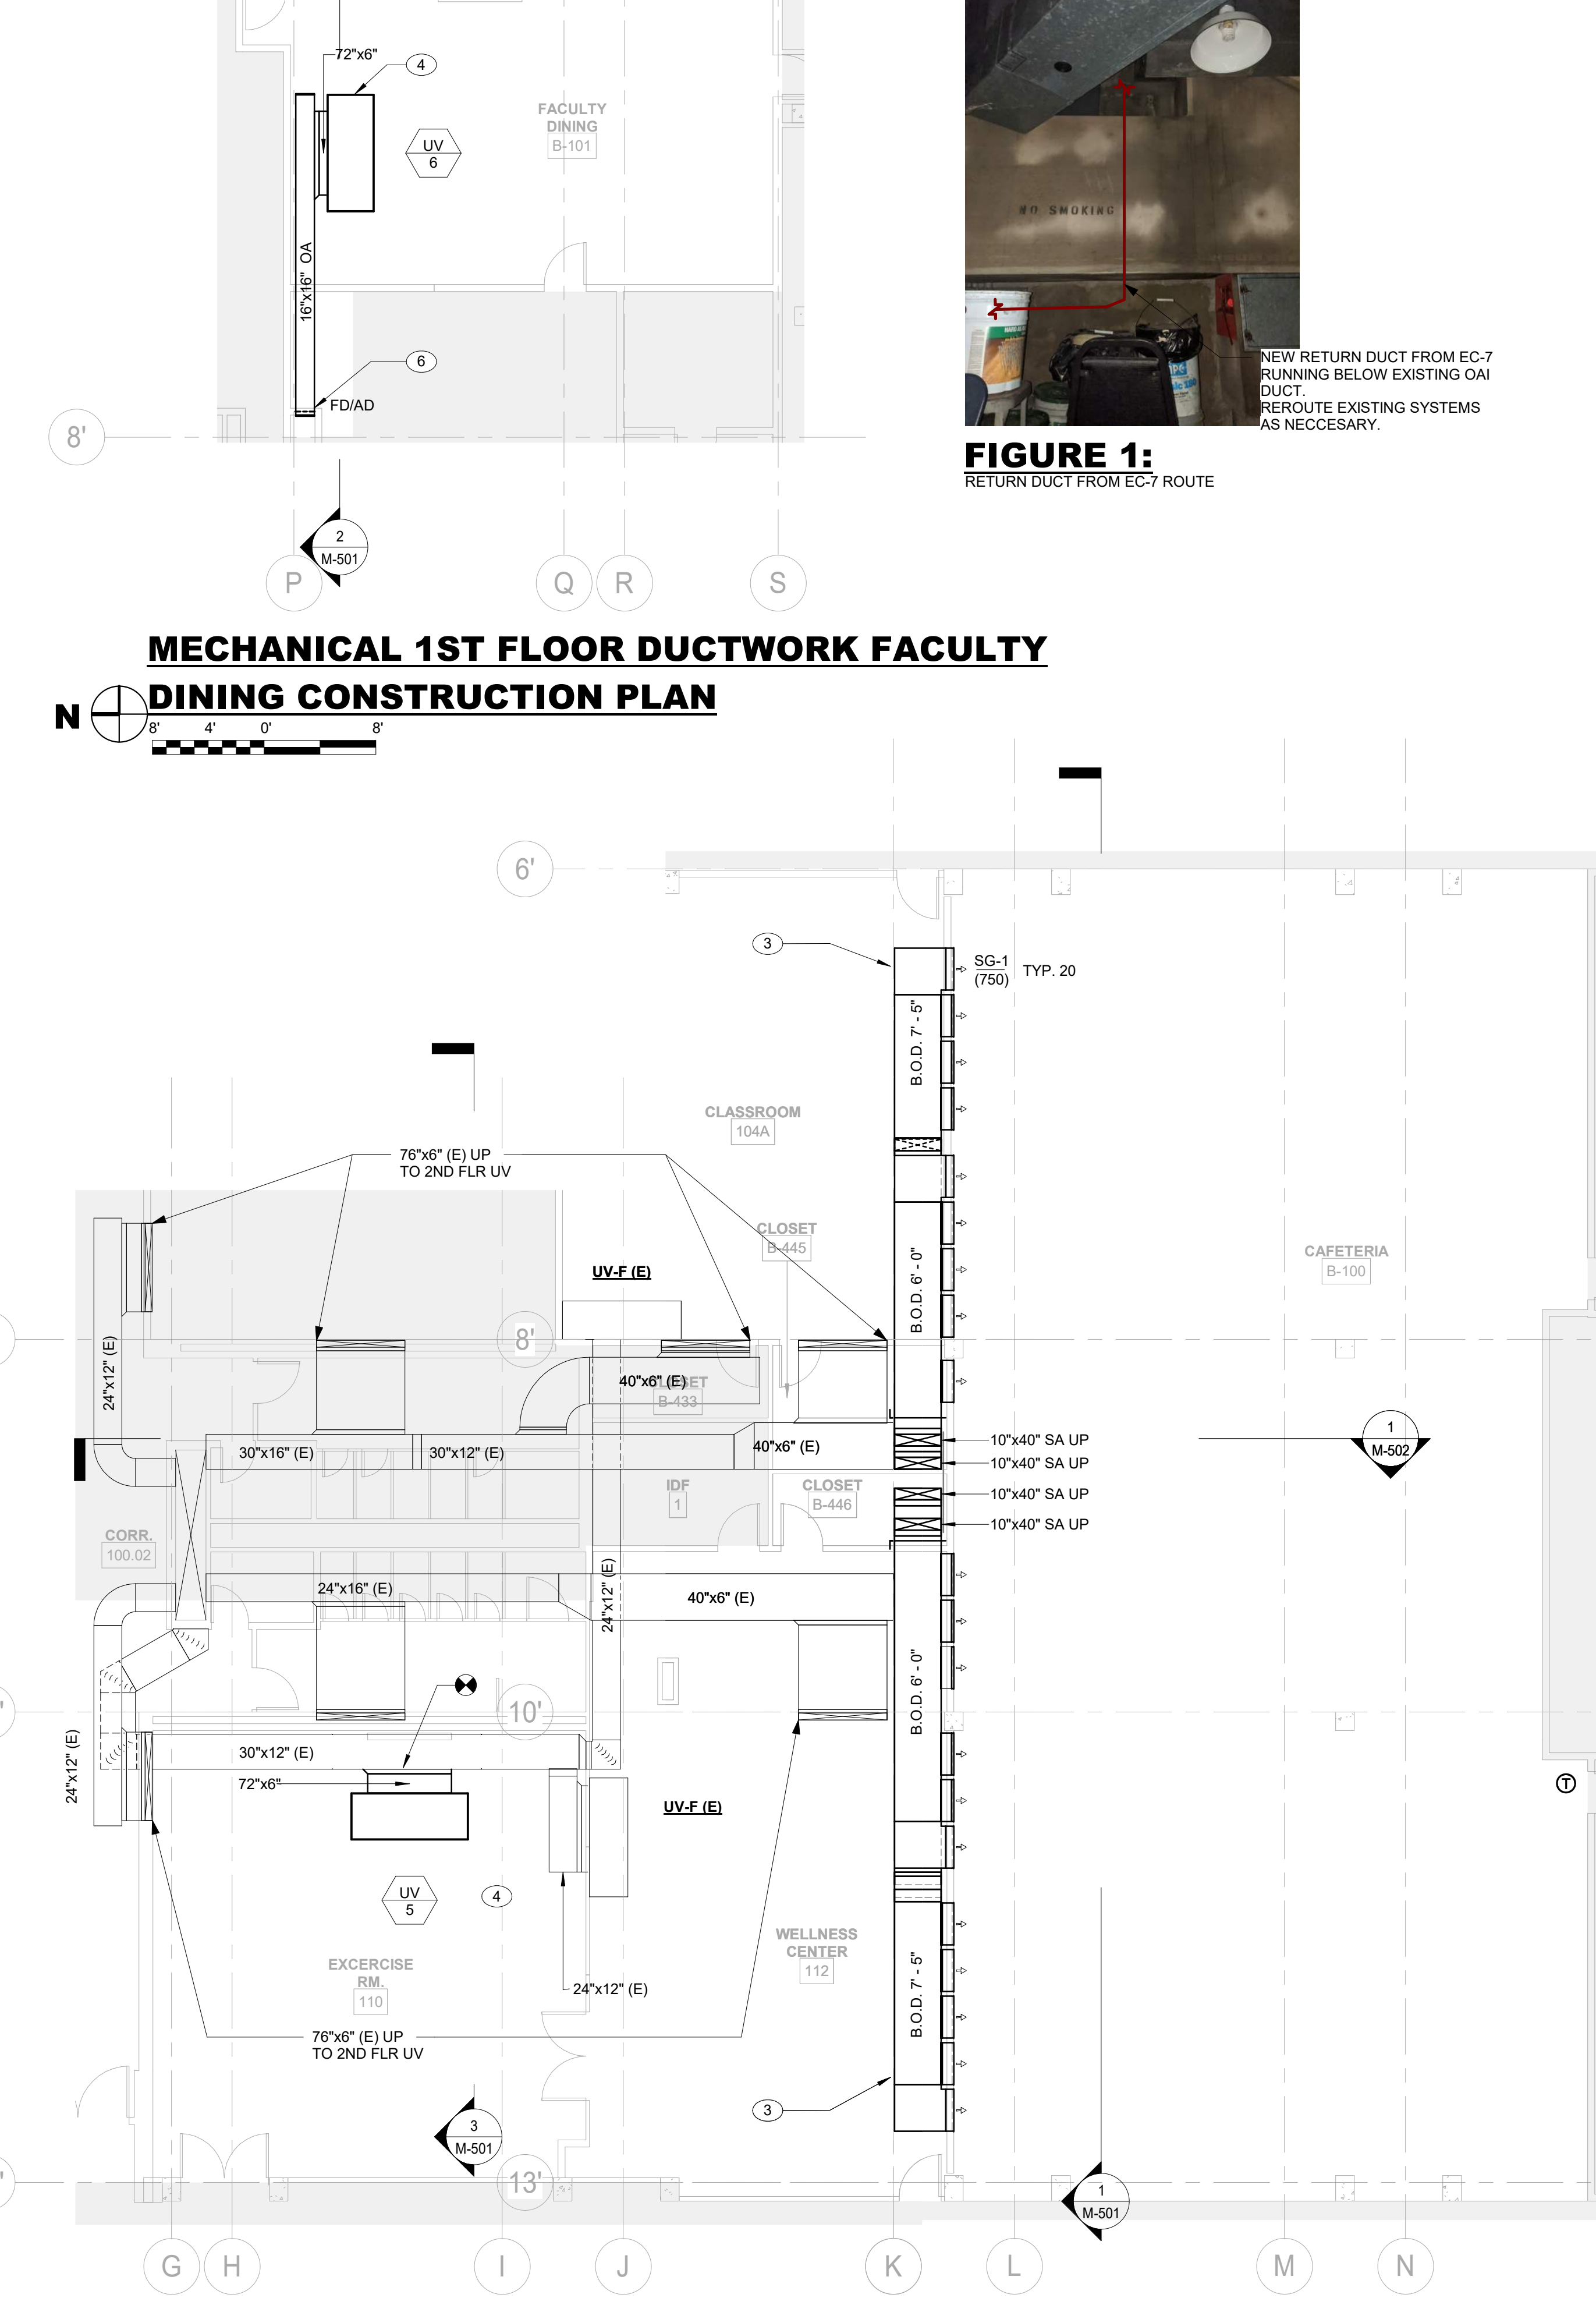 72"x6"
4
FACULTY
DINING
B-101
UV
6
16"x16" OA
6
FD/AD
8'
2
M-501
P
Q
R
S
NO SMOKING
NEW RETURN DUCT FROM EC-7
RUNNING BELOW EXISTING OAI
DUCT.
REROUTE EXISTING SYSTEMS
AS NECCESARY.
FIGURE 1:
RETURN DUCT FROM EC-7 ROUTE
MECHANICAL 1ST FLOOR DUCTWORK FACULTY
DINING CONSTRUCTION PLAN
N
8' 4' 0' 8'
6'
3
SG-1
(750)
TYP. 20
B.O.D. 7' - 5"
CLASSROOM
104A
76"x6" (E) UP
TO 2ND FLR UV
CLOSET
B-445
UV-F (E)
B.O.D. 6' - 0"
CAFETERIA
B-100
8'
24"x12" (E)
40"x6" (E)
CLOSET
B-433
30"x16" (E)
30"x12" (E)
40"x6" (E)
10"x40" SA UP
10"x40" SA UP
10"x40" SA UP
10"x40" SA UP
1
M-502
IDF
1
CLOSET
B-446
CORR.
100.02
24"x16" (E)
24"x12" (E)
40"x6" (E)
B.O.D. 6' - 0"
10'
24"x12" (E)
30"x12" (E)
72"x6"
UV-F (E)
T
UV
5
4
WELLNESS
CENTER
112
B.O.D. 7' - 5"
EXCERCISE
RM.
110
24"x12" (E)
76"x6" (E) UP
TO 2ND FLR UV
3
3
M-501
13'
1
M-501
G
H
I
J
K
L
M
N